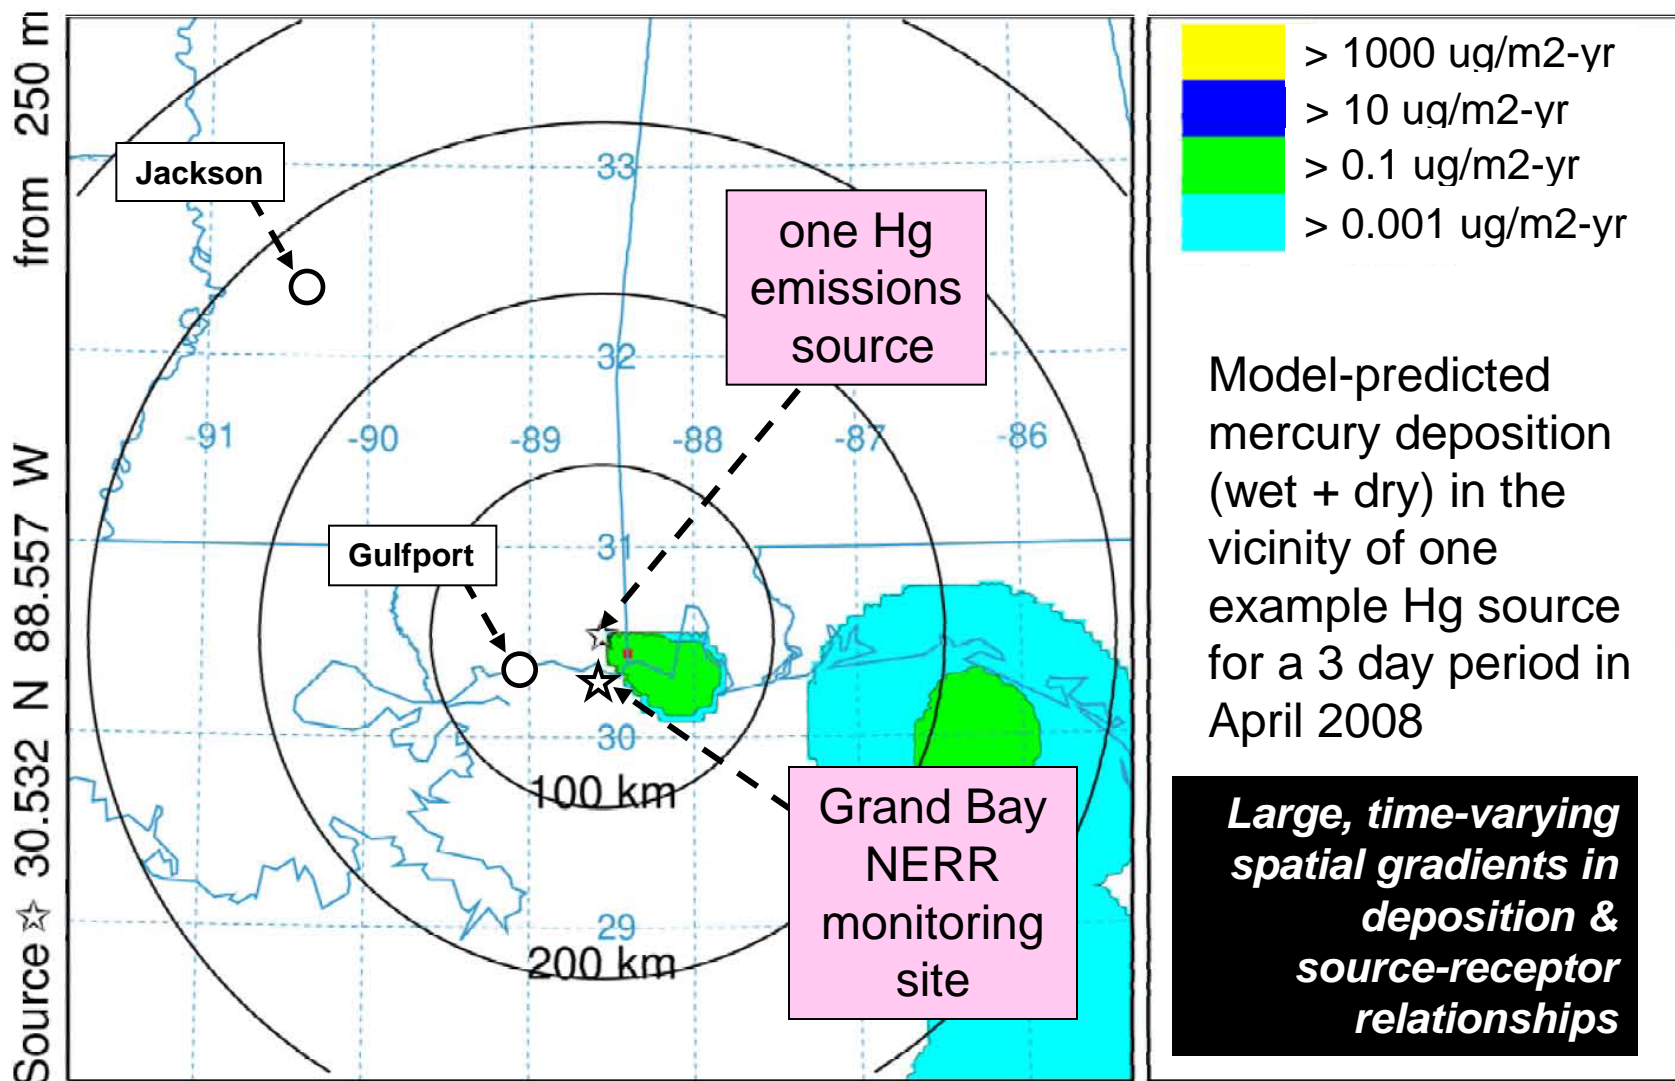 Source ☆ 30.532 N 88.557 W from 250 m
Jackson
33
one Hg
emissions
source
32
-91
-90
-89
-88
-87
-86
31
Gulfport
30
100 km
Grand Bay
NERR
monitoring
site
29
200 km
> 1000 ug/m2-yr
> 10 ug/m2-yr
> 0.1 ug/m2-yr
> 0.001 ug/m2-yr
Model-predicted
mercury deposition
(wet + dry) in the
vicinity of one
example Hg source
for a 3 day period in
April 2008
Large, time-varying
spatial gradients in
deposition &
source-receptor
relationships